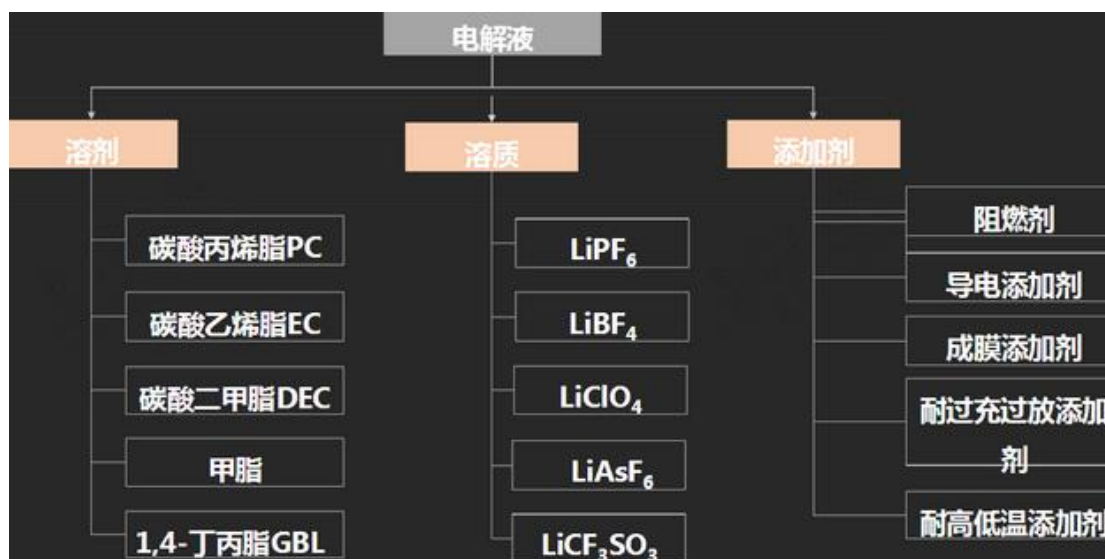 电解液
溶剂
溶质
添加剂
碳酸丙烯脂PC
碳酸乙烯脂EC
碳酸二甲脂DEC
甲脂
1,4-丁丙脂GBL
LiPF₆
LiBF₄
LiClO₄
LiAsF₆
LiCF₃SO₃
阻燃剂
导电添加剂
成膜添加剂
耐过充过放添加
剂
耐高低温添加剂